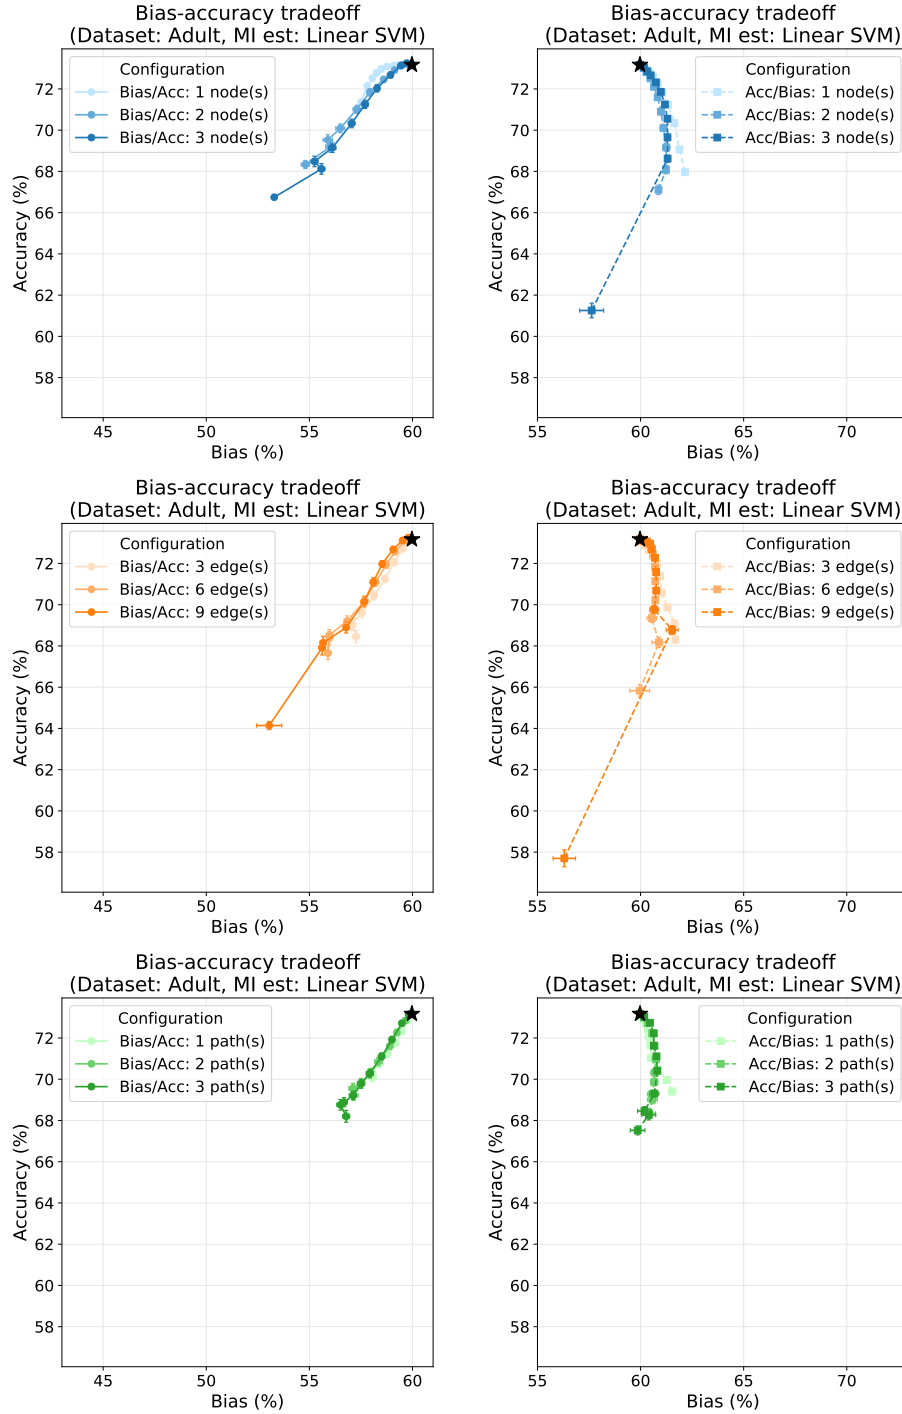 Bias-accuracy tradeoff
(Dataset: Adult, MI est: Linear SVM)
Configuration
Bias/Acc: 1 node(s)
Bias/Acc: 2 node(s)
Bias/Acc: 3 node(s)
72
70
68
66
64
62
60
58
Accuracy (%)
45
50
55
60
Bias (%)
Bias-accuracy tradeoff
(Dataset: Adult, MI est: Linear SVM)
Configuration
Acc/Bias: 1 node(s)
Acc/Bias: 2 node(s)
Acc/Bias: 3 node(s)
72
70
68
66
64
62
60
58
Accuracy (%)
55
60
65
70
Bias (%)
Bias-accuracy tradeoff
(Dataset: Adult, MI est: Linear SVM)
Configuration
Bias/Acc: 3 edge(s)
Bias/Acc: 6 edge(s)
Bias/Acc: 9 edge(s)
72
70
68
66
64
62
60
58
Accuracy (%)
45
50
55
60
Bias (%)
Bias-accuracy tradeoff
(Dataset: Adult, MI est: Linear SVM)
Configuration
Acc/Bias: 3 edge(s)
Acc/Bias: 6 edge(s)
Acc/Bias: 9 edge(s)
72
70
68
66
64
62
60
58
Accuracy (%)
55
60
65
70
Bias (%)
Bias-accuracy tradeoff
(Dataset: Adult, MI est: Linear SVM)
Configuration
Bias/Acc: 1 path(s)
Bias/Acc: 2 path(s)
Bias/Acc: 3 path(s)
72
70
68
66
64
62
60
58
Accuracy (%)
45
50
55
60
Bias (%)
Bias-accuracy tradeoff
(Dataset: Adult, MI est: Linear SVM)
Configuration
Acc/Bias: 1 path(s)
Acc/Bias: 2 path(s)
Acc/Bias: 3 path(s)
72
70
68
66
64
62
60
58
Accuracy (%)
55
60
65
70
Bias (%)